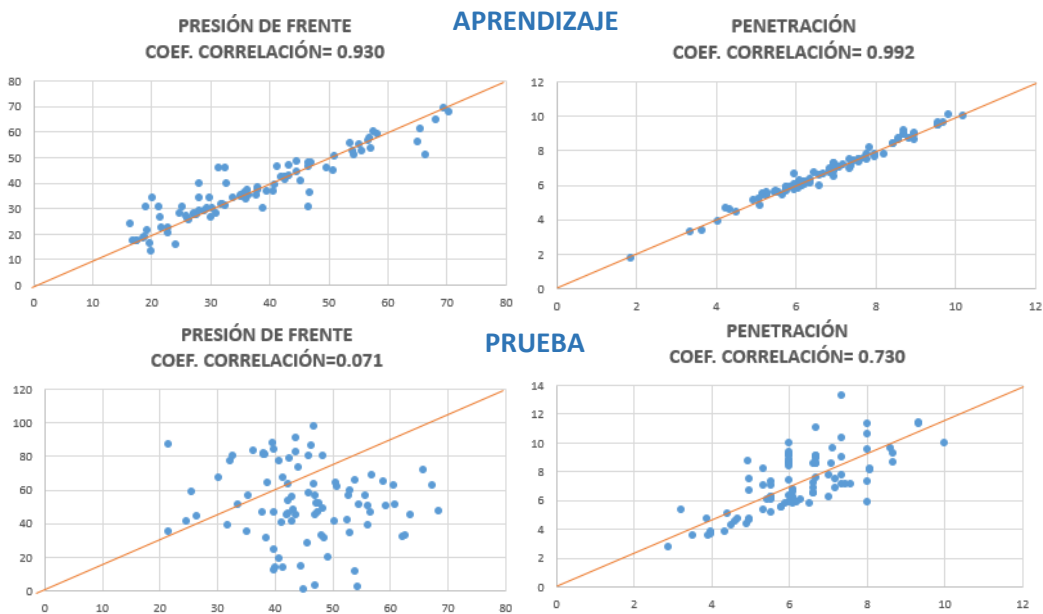 APRENDIZAJE
PRESIÓN DE FRENTE
COEF. CORRELACIÓN= 0.930
80
70
60
50
40
30
20
10
0
0 10 20 30 40 50 60 70 80
PENETRACIÓN
COEF. CORRELACIÓN= 0.992
12
10
8
6
4
2
0
0 2 4 6 8 10 12
PRUEBA
PRESIÓN DE FRENTE
COEF. CORRELACIÓN=0.071
120
100
80
60
40
20
0
0 10 20 30 40 50 60 70 80
PENETRACIÓN
COEF. CORRELACIÓN= 0.730
14
12
10
8
6
4
2
0
0 2 4 6 8 10 12